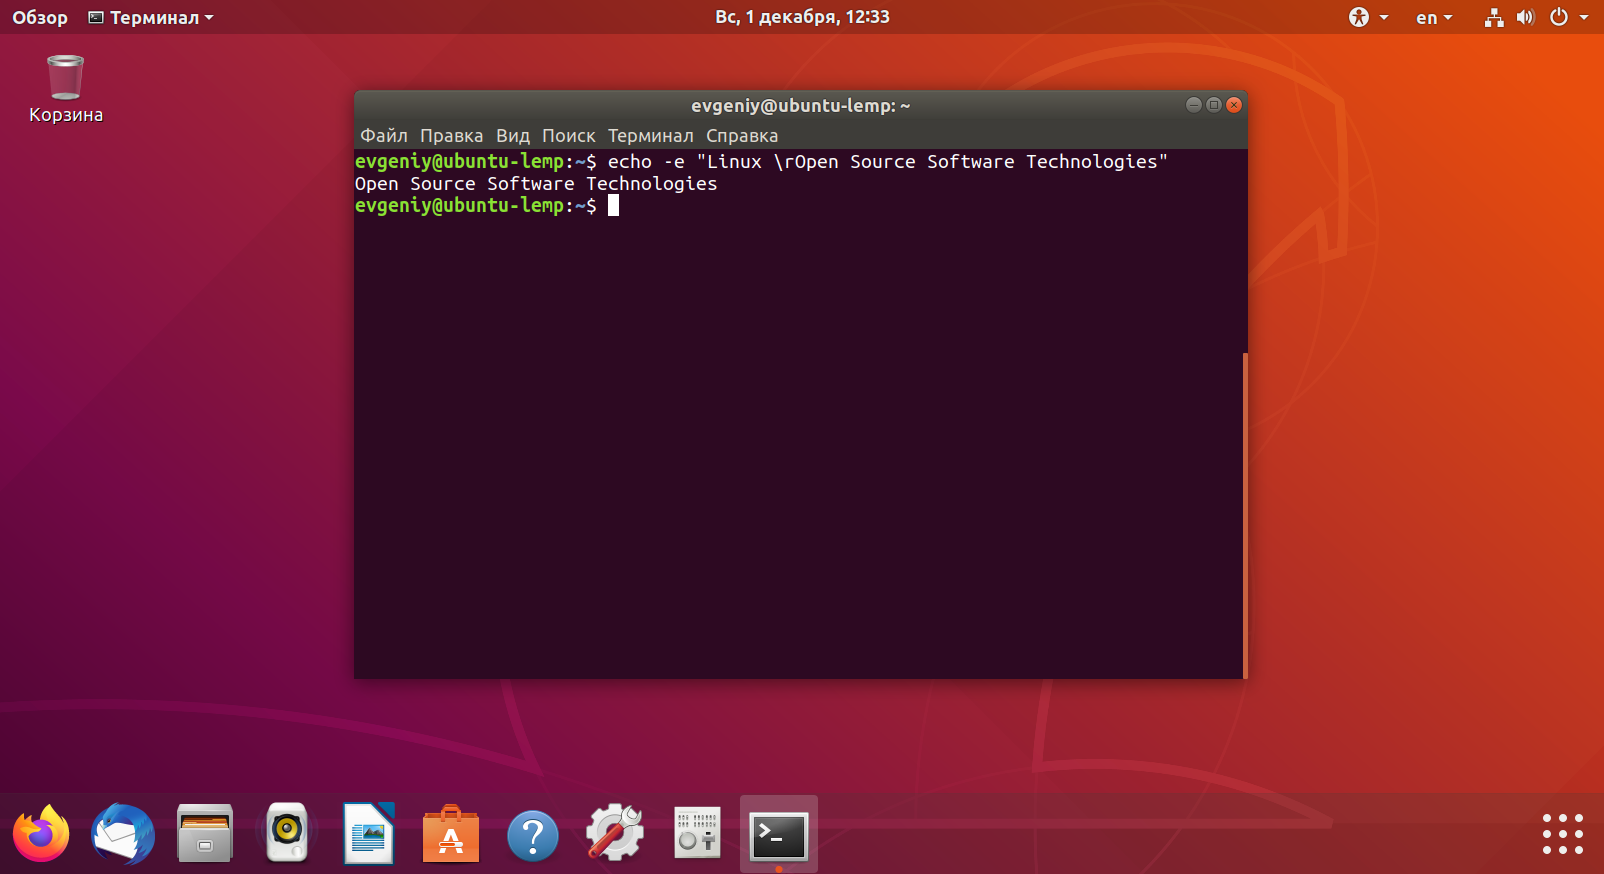 Обзор Терминал Вс, 1 декабря, 12:33 en
Корзина
evgeniy@ubuntu-lemp: ~
Файл Правка Вид Поиск Терминал Справка
evgeniy@ubuntu-lemp:~$ echo -e "Linux \rOpen Source Software Technologies"
Open Source Software Technologies
evgeniy@ubuntu-lemp:~$